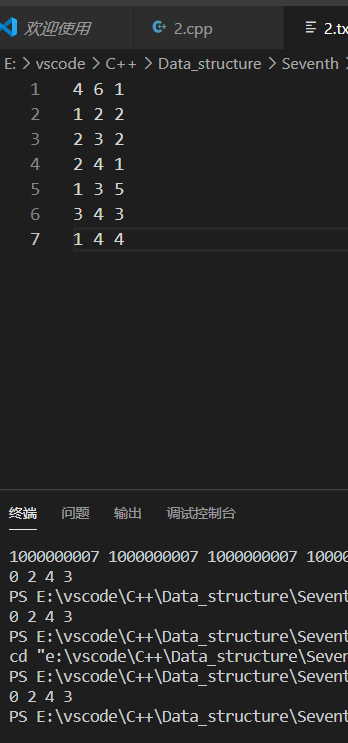 欢迎使用 2.cpp 2.tx
E: > vscode > C++ > Data_structure > Seventh >
1 4 6 1
2 1 2 2
3 2 3 2
4 2 4 1
5 1 3 5
6 3 4 3
7 1 4 4
终端 问题 输出 调试控制台
1000000007 1000000007 1000000007 10000
0 2 4 3
PS E:\vscode\C++\Data_structure\Sevent
0 2 4 3
PS E:\vscode\C++\Data_structure\Sevent
cd "e:\vscode\C++\Data_structure\Seven
PS E:\vscode\C++\Data_structure\Sevent
0 2 4 3
PS E:\vscode\C++\Data_structure\Sevent